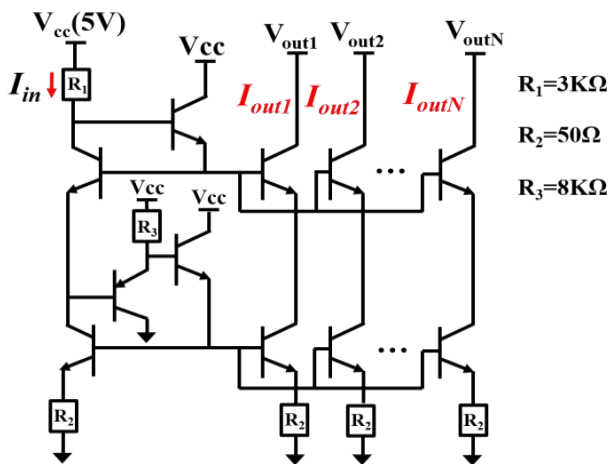 Vcc(5V)
Vcc
Vout1
Vout2
VoutN
Iin
R1
Iout1
Iout2
IoutN
R1=3KΩ
...
R2=50Ω
Vcc
Vcc
R3=8KΩ
R3
...
R2
R2
R2
R2